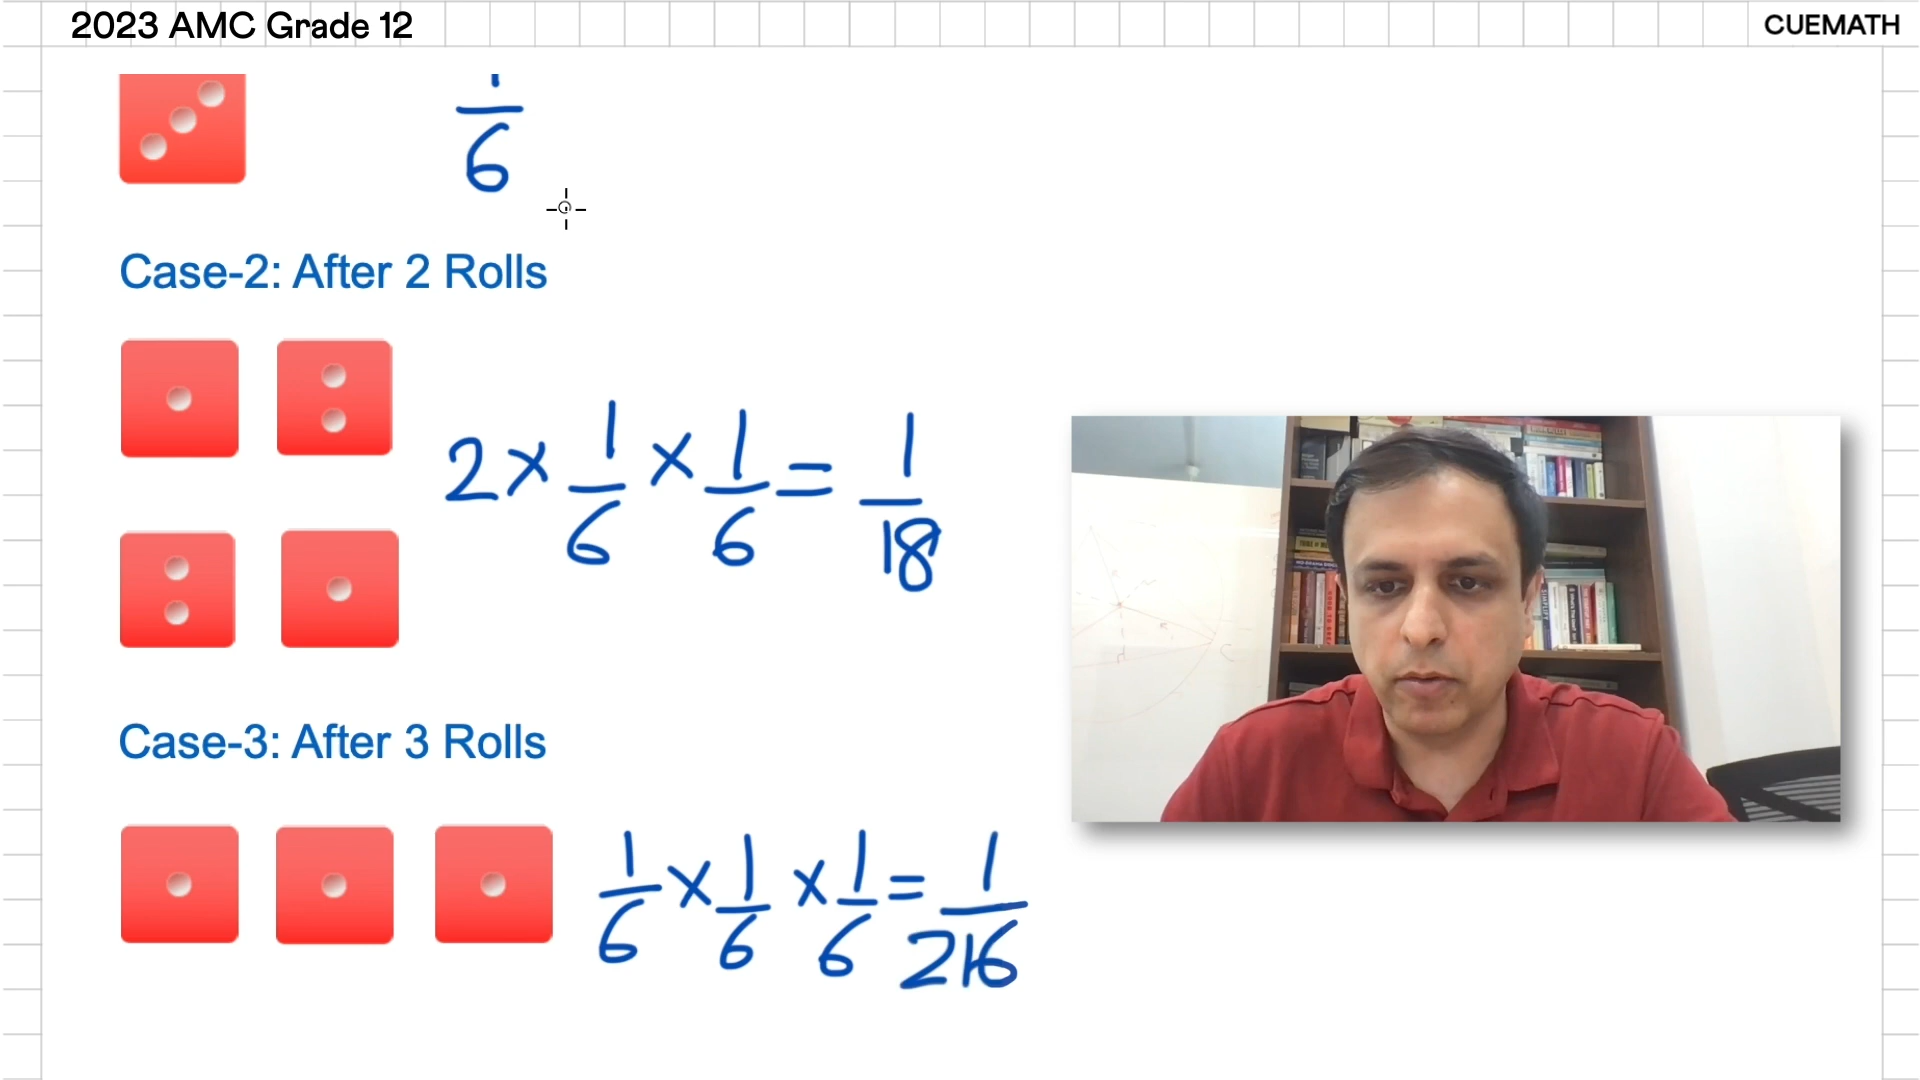 2023 AMC Grade 12
CUEMATH
1/6
Case-2: After 2 Rolls
2 × 1/6 × 1/6 = 1/18
Case-3: After 3 Rolls
1/6 × 1/6 × 1/6 = 1/216